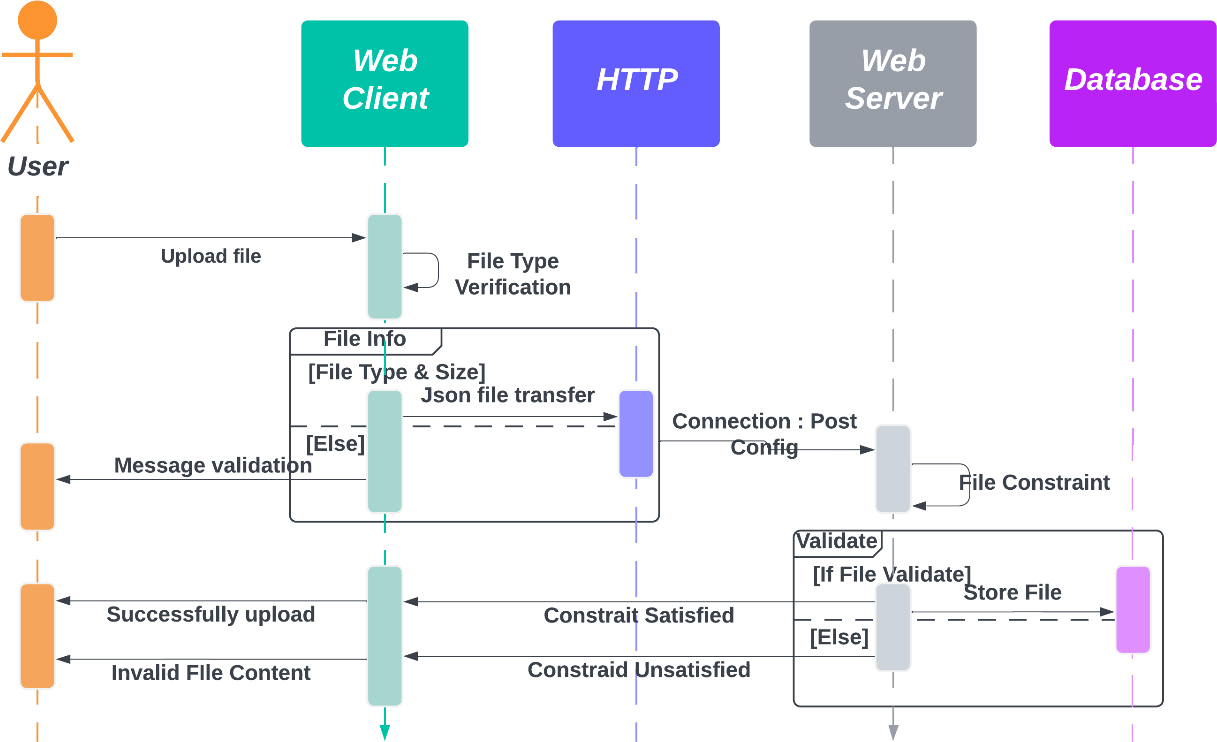 Web
Client
HTTP
Web
Server
Database
User
Upload file
File Type
Verification
File Info
[File Type & Size]
Json file transfer
Connection : Post
Config
[Else]
Message validation
File Constraint
Validate
[If File Validate]
Store File
Successfully upload
Constrait Satisfied
[Else]
Invalid FIle Content
Constraid Unsatisfied